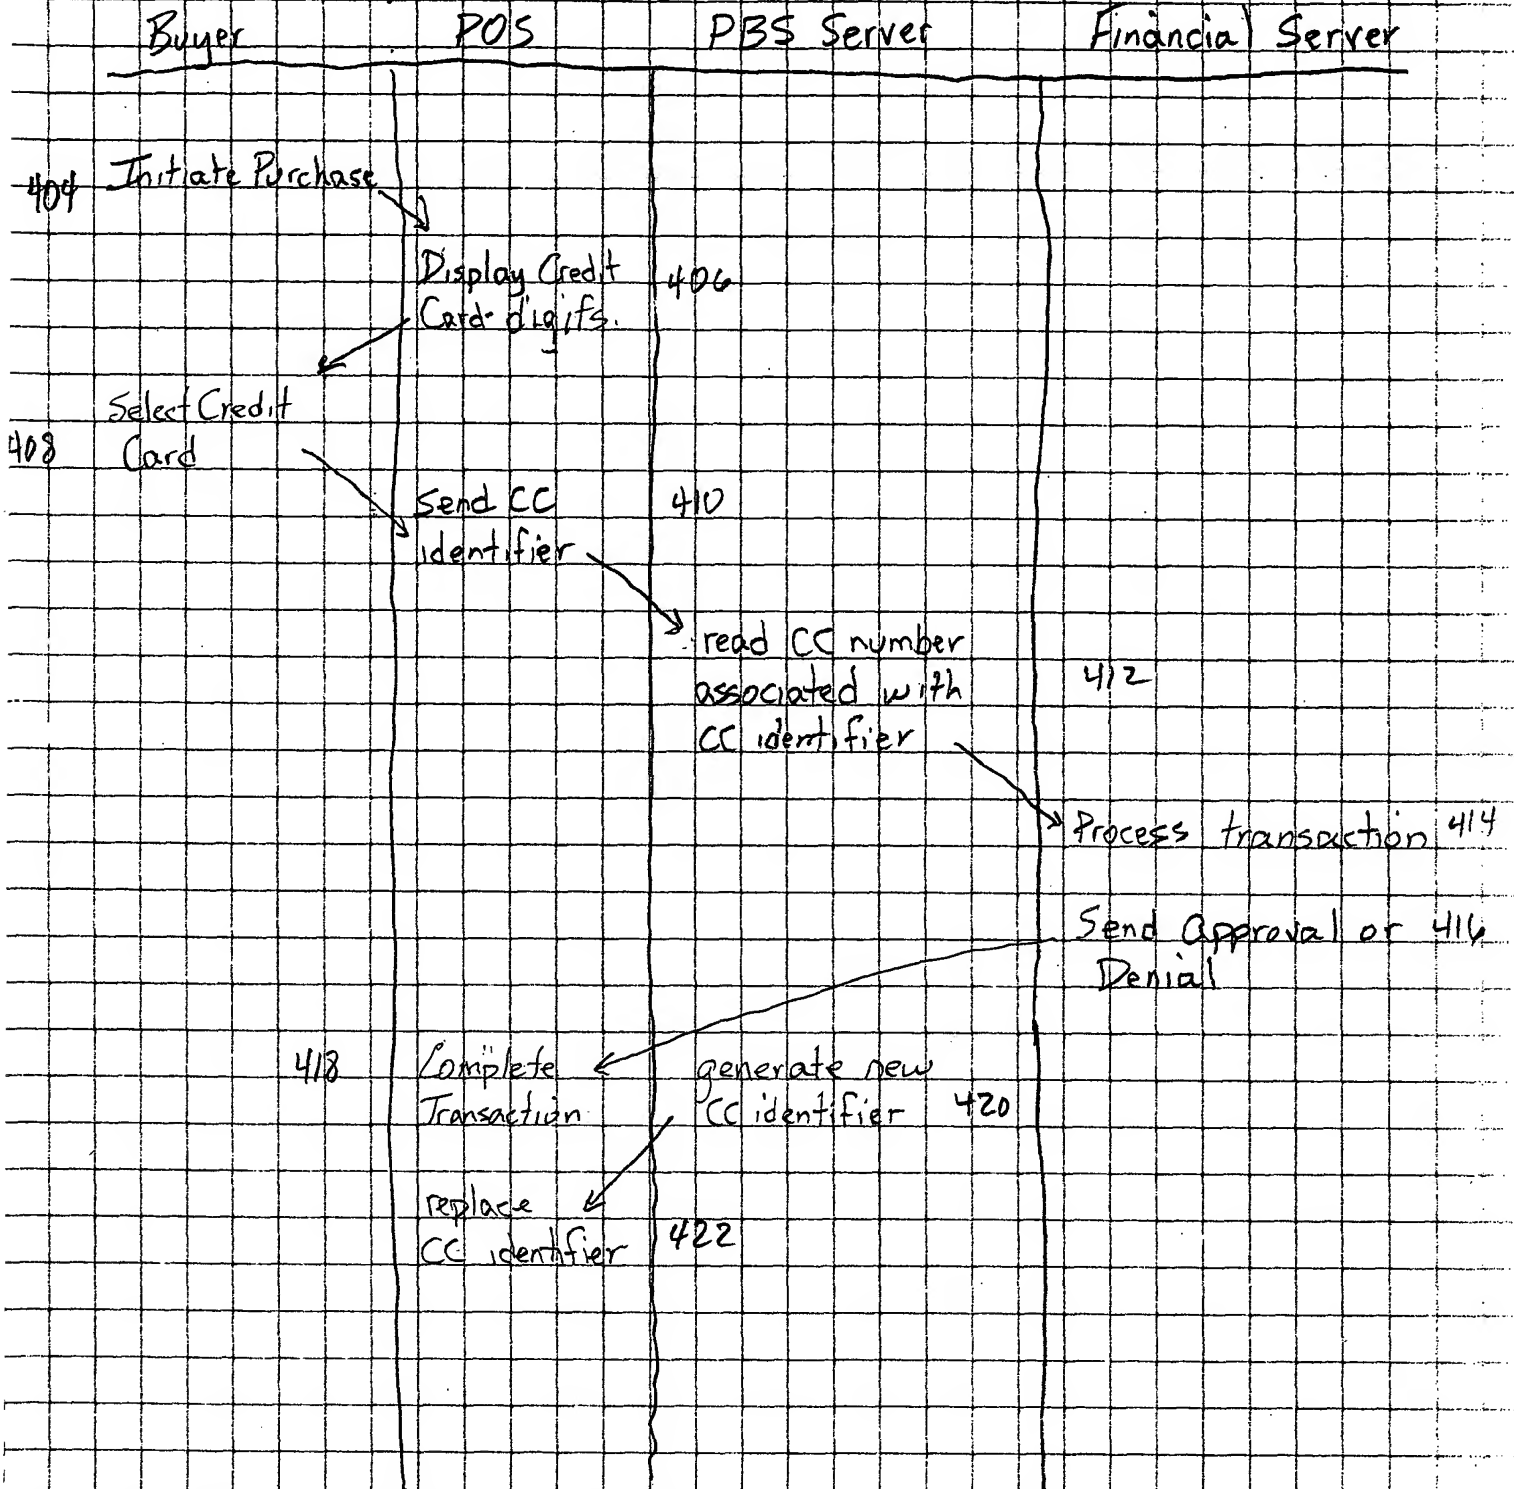 Buyer POS PBS Server Financial Server
404 Initiate Purchase
Display Credit 406
Card digits.
Select Credit
408 Card
Send CC 410
identifier
read CC number
associated with 412
CC identifier
Process transaction 414
Send Approval or 416
Denial
418 Complete generate new
Transaction CC identifier 420
replace
CC identifier 422